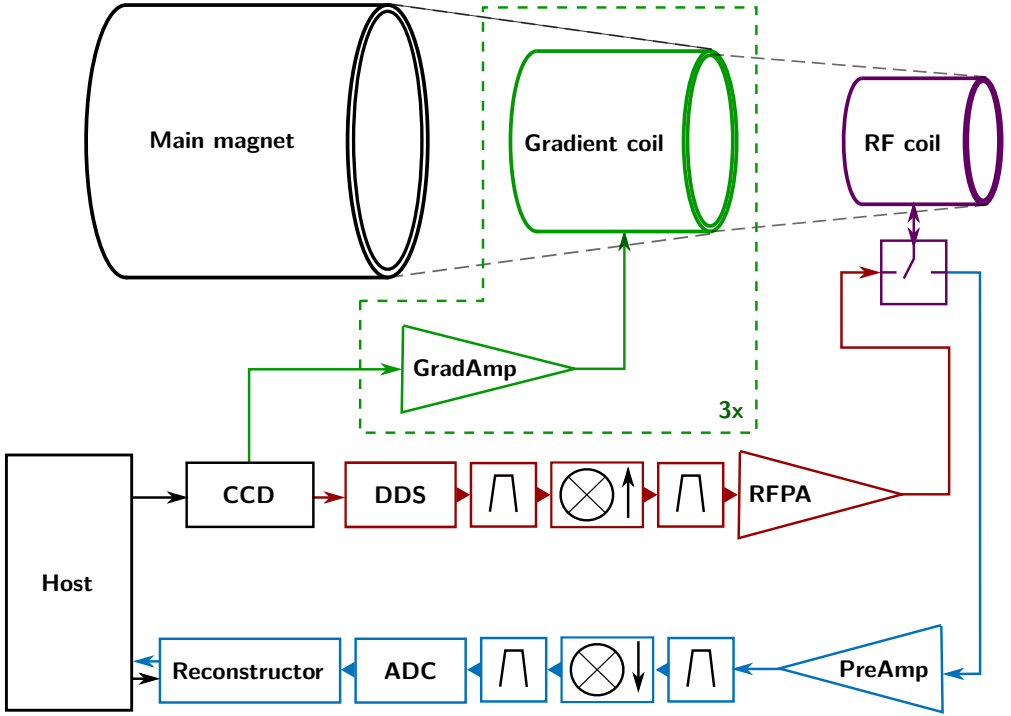 Main magnet
Gradient coil
RF coil
GradAmp
3x
CCD
DDS
RFPA
Host
Reconstructor
ADC
PreAmp